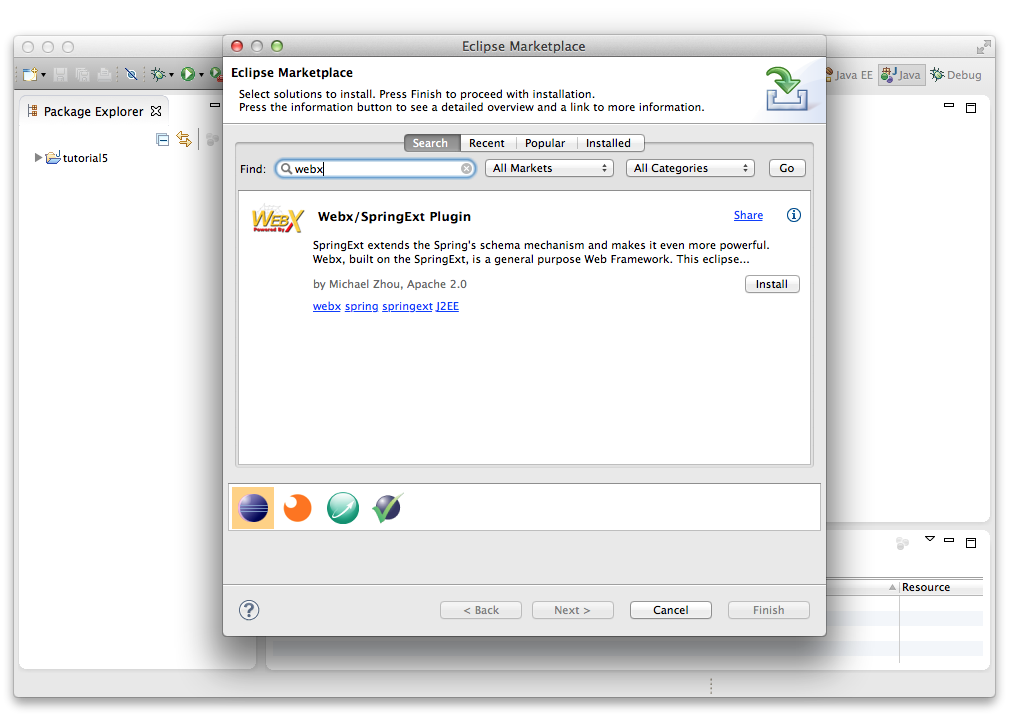 Eclipse Marketplace
Java EE
Java
Debug
Package Explorer
tutorial5
Eclipse Marketplace
Select solutions to install. Press Finish to proceed with installation.
Press the information button to see a detailed overview and a link to more information.
Search Recent Popular Installed
Find: webx All Markets All Categories Go
WEBX
Powered By
Webx/SpringExt Plugin Share
SpringExt extends the Spring's schema mechanism and makes it even more powerful.
Webx, built on the SpringExt, is a general purpose Web Framework. This eclipse...
by Michael Zhou, Apache 2.0 Install
webx spring springext J2EE
Resource
? < Back Next > Cancel Finish